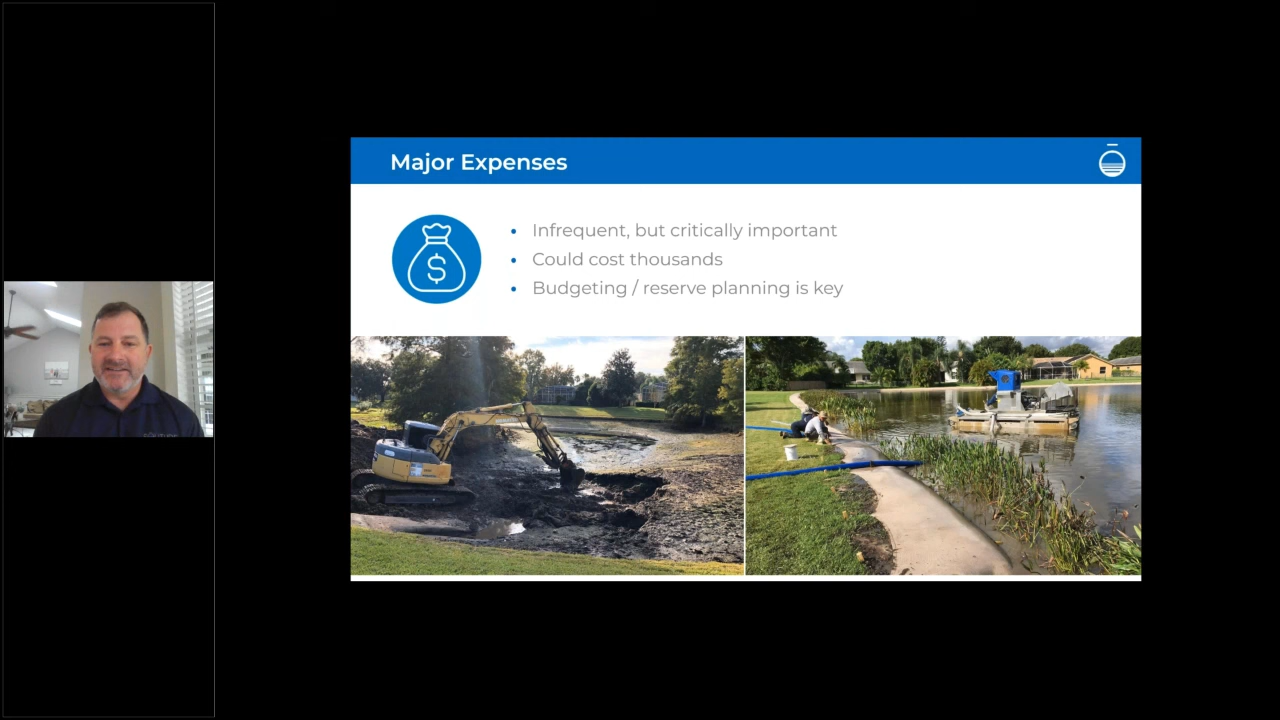 Major Expenses
Infrequent, but critically important
Could cost thousands
Budgeting / reserve planning is key
$